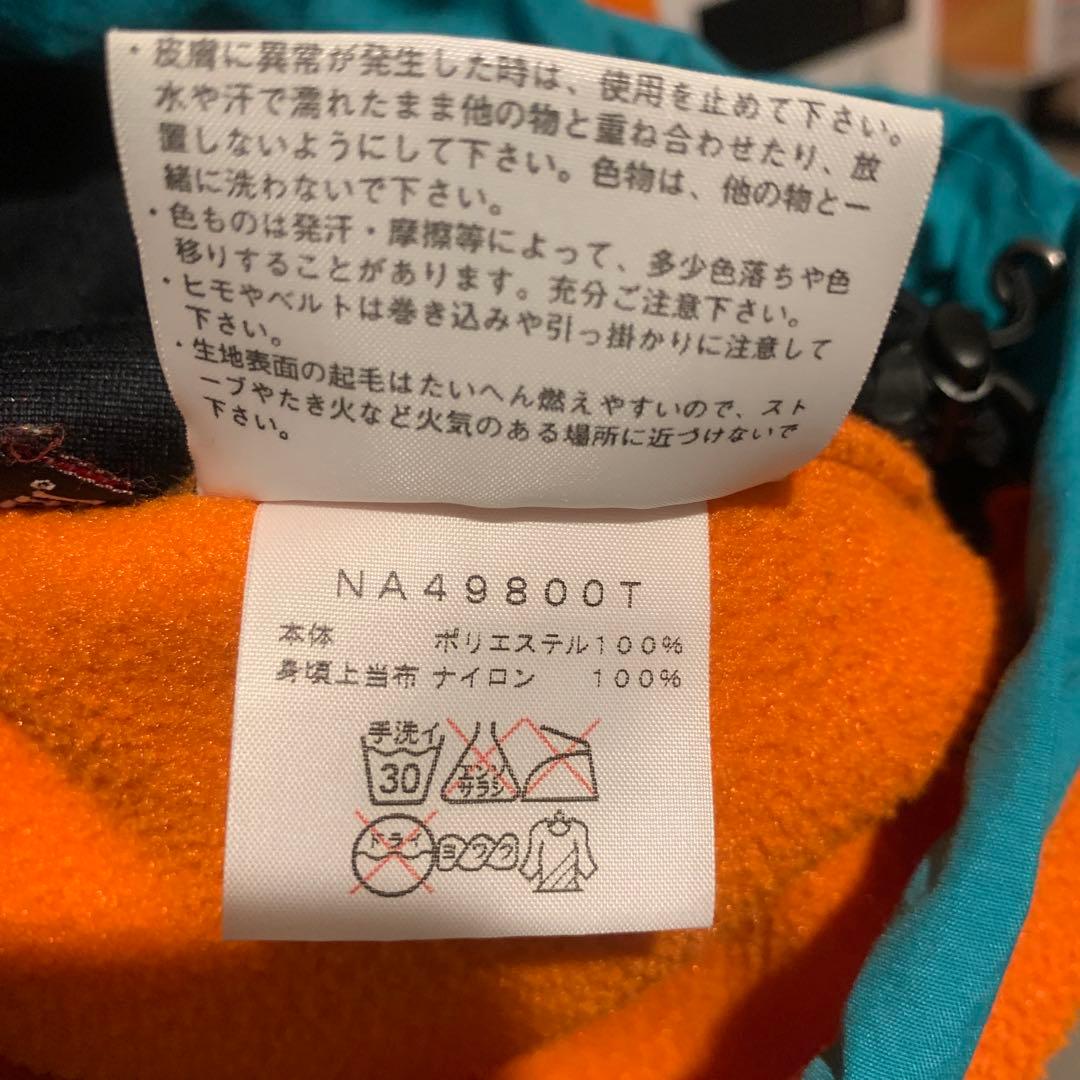 ・皮膚に異常が発生した時は、使用を止めて下さい。
水や汗で濡れたまま他の物と重ね合わせたり、放
置しないようにして下さい。色物は、他の物と一
緒に洗わないで下さい。
・色ものは発汗・摩擦等によって、多少色落ちや色
移りすることがあります。充分ご注意下さい。
・ヒモやベルトは巻き込みや引っ掛かりに注意して
下さい。
・生地表面の起毛はたいへん燃えやすいので、スト
ーブやたき火など火気のある場所に近づけないで
下さい。
NA49800T
本体 ポリエステル100%
身頃上当布 ナイロン 100%
手洗イ
30
エンソ
サラシ
ドライ
ヨワク